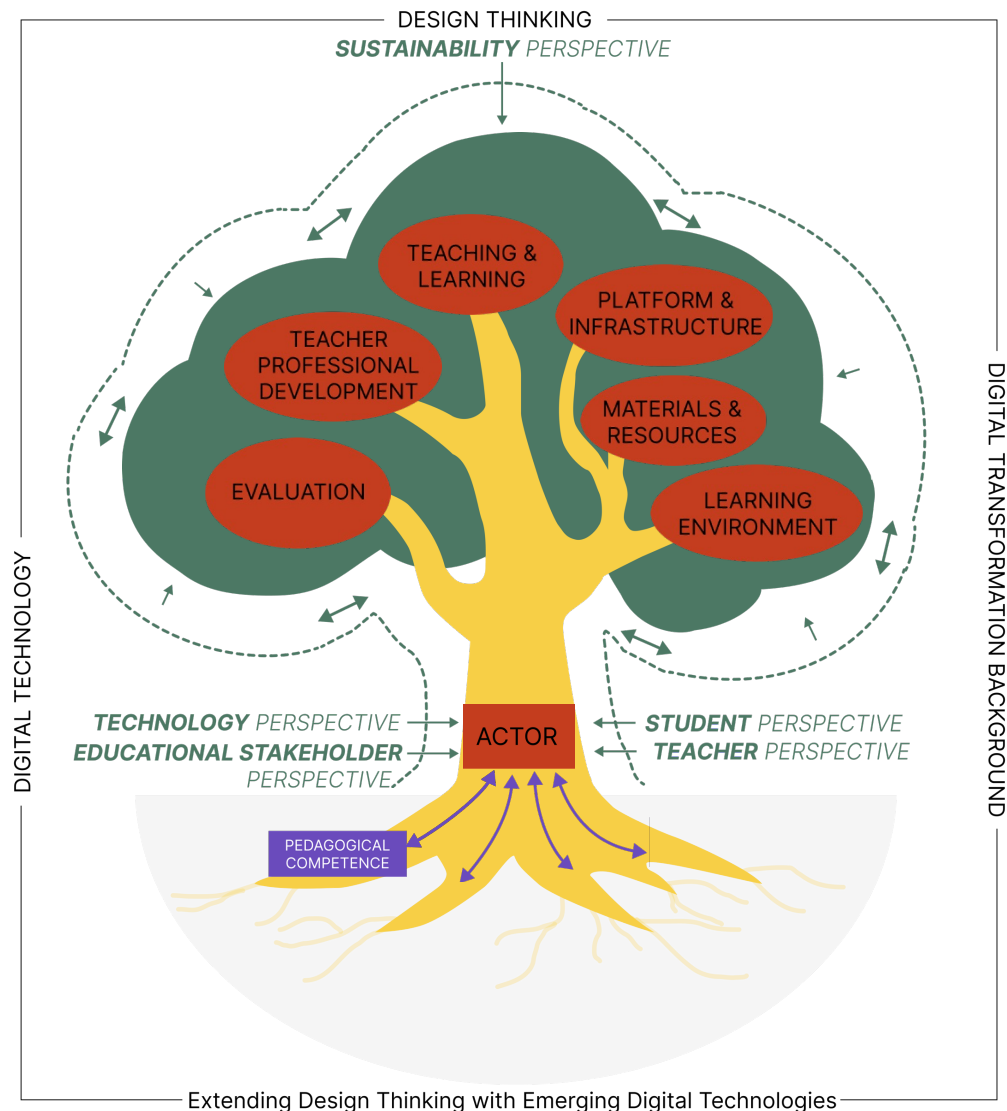 DESIGN THINKING
SUSTAINABILITY PERSPECTIVE
TEACHING &
LEARNING
PLATFORM &
INFRASTRUCTURE
TEACHER
PROFESSIONAL
DEVELOPMENT
MATERIALS &
RESOURCES
EVALUATION
LEARNING
ENVIRONMENT
DIGITAL TECHNOLOGY
DIGITAL TRANSFORMATION BACKGROUND
TECHNOLOGY PERSPECTIVE
EDUCATIONAL STAKEHOLDER
PERSPECTIVE
ACTOR
STUDENT PERSPECTIVE
TEACHER PERSPECTIVE
PEDAGOGICAL
COMPETENCE
Extending Design Thinking with Emerging Digital Technologies